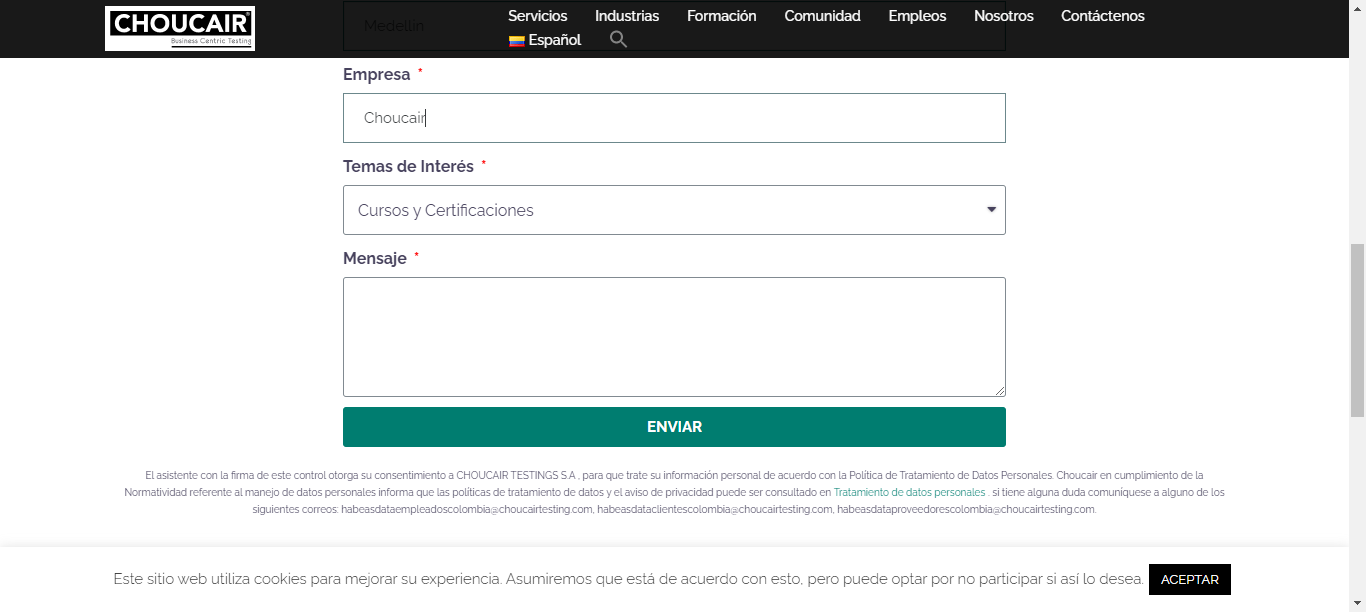 CHOUCAIR
Business Centric Testing
Servicios Industrias Formación Comunidad Empleos Nosotros Contáctenos
Español
Medellin
Empresa *
Choucair
Temas de Interés *
Cursos y Certificaciones
Mensaje *
ENVIAR
El asistente con la firma de este control otorga su consentimiento a CHOUCAIR TESTINGS S.A , para que trate su información personal de acuerdo con la Política de Tratamiento de Datos Personales. Choucair en cumplimiento de la
Normatividad referente al manejo de datos personales informa que las políticas de tratamiento de datos y el aviso de privacidad puede ser consultado en Tratamiento de datos personales . si tiene alguna duda comuníquese a alguno de los
siguientes correos: habeasdataempleadoscolombia@choucairtesting.com, habeasdataclientescolombia@choucairtesting.com, habeasdataproveedorescolombia@choucairtesting.com.
Este sitio web utiliza cookies para mejorar su experiencia. Asumiremos que está de acuerdo con esto, pero puede optar por no participar si así lo desea. ACEPTAR